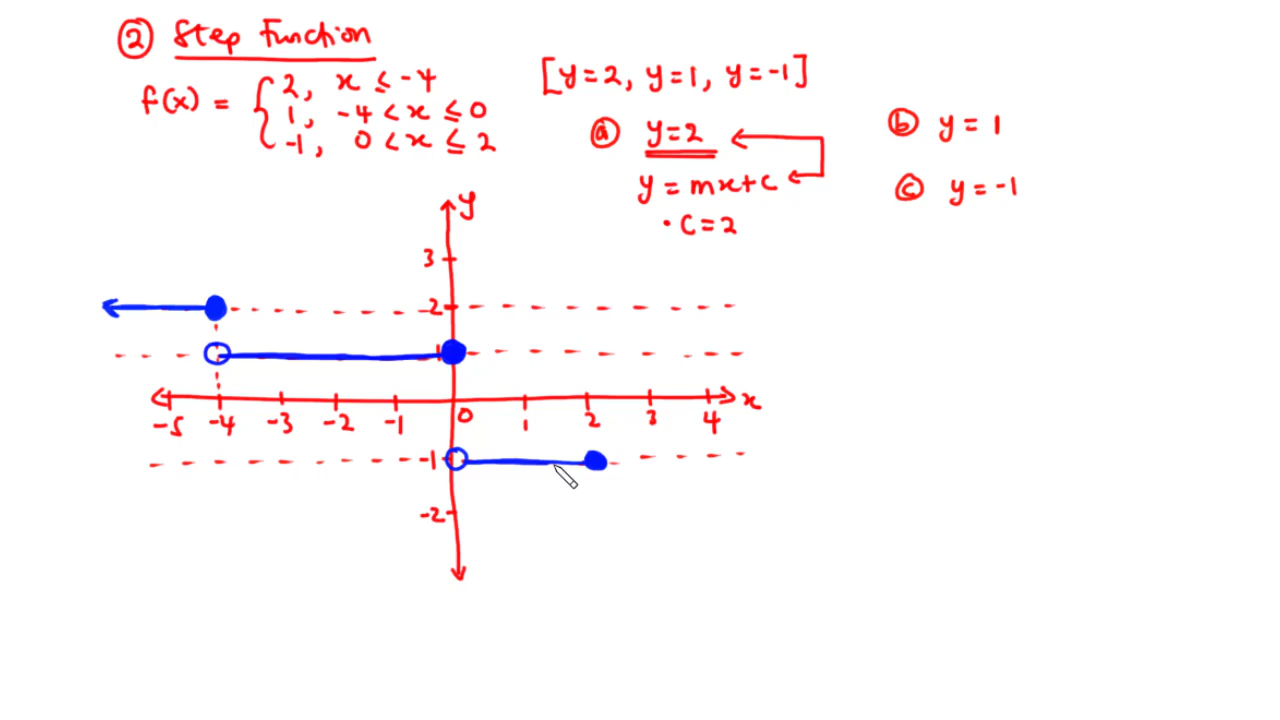 ② Step Function
f(x) = { 2, x ≤ -4
1, -4 < x ≤ 0
-1, 0 < x ≤ 2
[y=2, y=1, y=-1]
ⓐ y=2
y = mx+c
• C=2
ⓑ y = 1
ⓒ y = -1
y
3
2
1
-5 -4 -3 -2 -1 0 1 2 3 4 x
-1
-2